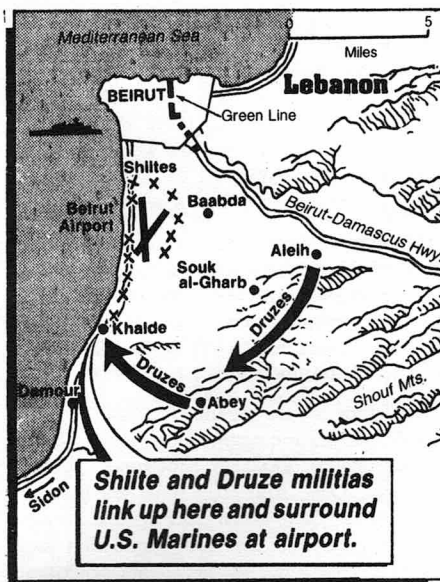 Mediterranean Sea
0 5
Miles
BEIRUT
Lebanon
Green Line
Shiites
Beirut
Airport
Baabda
Beirut-Damascus Hwy.
Aleih
Souk
al-Gharb
Druzes
Khalde
Druzes
Damour
Abey
Shouf Mts.
Sidon
Shiite and Druze militias
link up here and surround
U.S. Marines at airport.